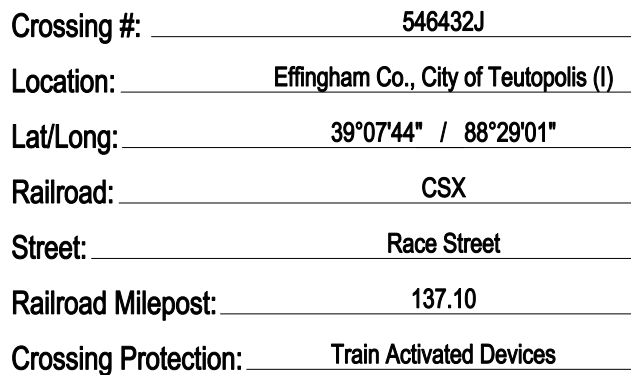 Crossing #: 546432J
Location: Effingham Co., City of Teutopolis (I)
Lat/Long: 39°07'44" / 88°29'01"
Railroad: CSX
Street: Race Street
Railroad Milepost: 137.10
Crossing Protection: Train Activated Devices